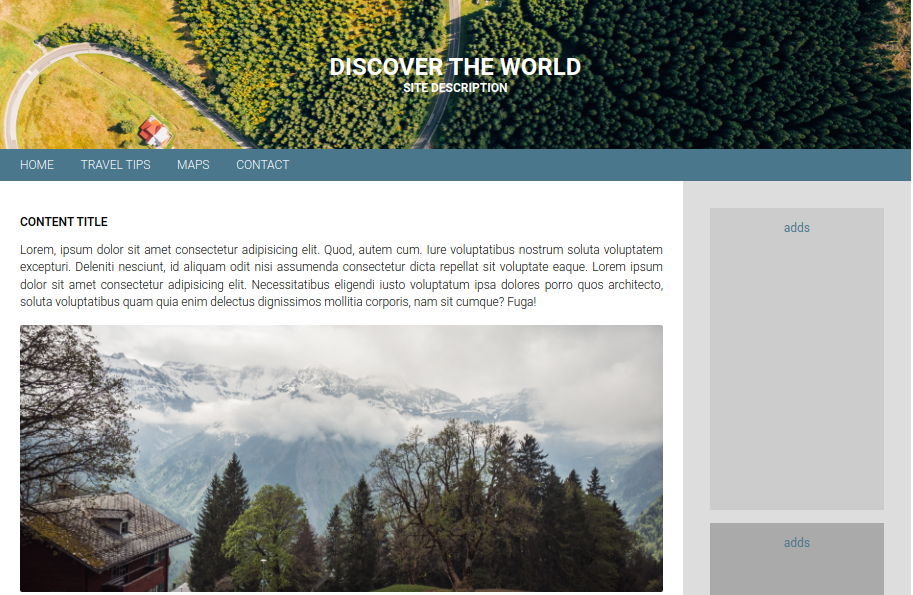 DISCOVER THE WORLD
SITE DESCRIPTION
HOME TRAVEL TIPS MAPS CONTACT
CONTENT TITLE
Lorem, ipsum dolor sit amet consectetur adipisicing elit. Quod, autem cum. Iure voluptatibus nostrum soluta voluptatem
excepturi. Deleniti nesciunt, id aliquam odit nisi assumenda consectetur dicta repellat sit voluptate eaque. Lorem ipsum
dolor sit amet consectetur adipisicing elit. Necessitatibus eligendi iusto voluptatum ipsa dolores porro quos architecto,
soluta voluptatibus quam quia enim delectus dignissimos mollitia corporis, nam sit cumque? Fuga!
adds
adds